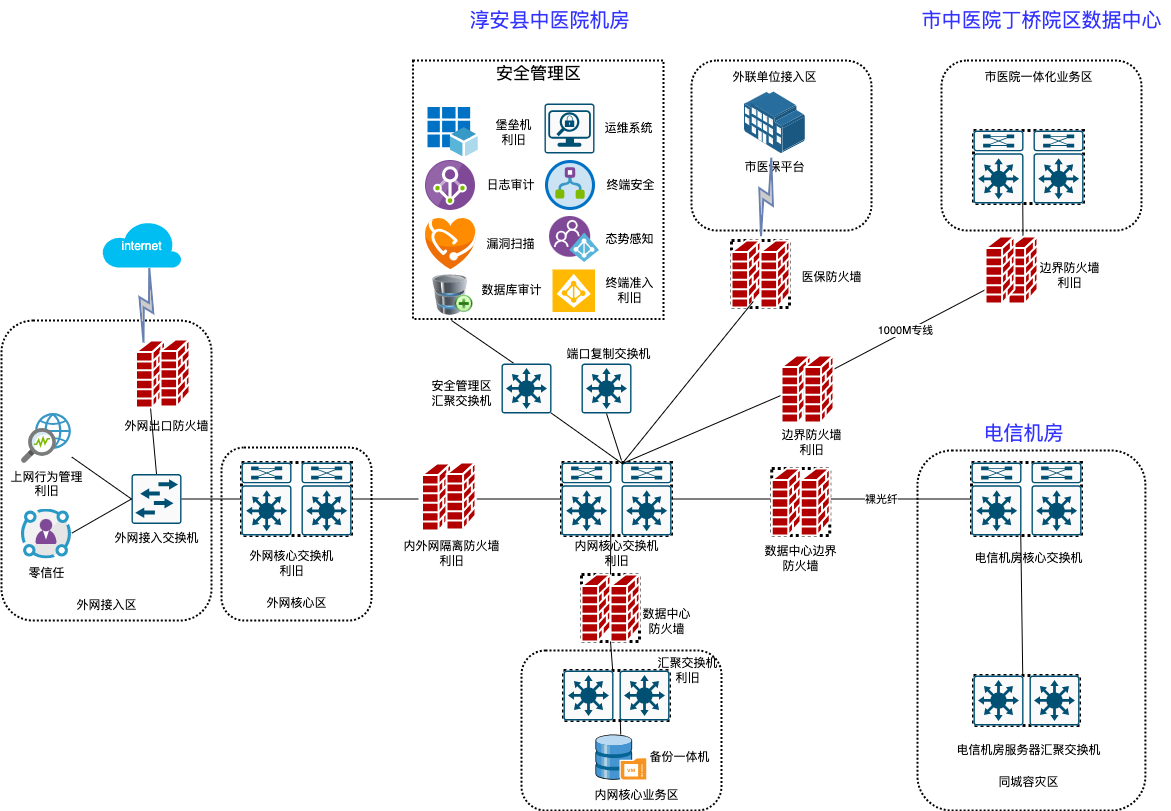 淳安县中医院机房
市中医院丁桥院区数据中心
安全管理区
堡垒机
利旧
运维系统
日志审计
终端安全
漏洞扫描
态势感知
数据库审计
终端准入
利旧
外联单位接入区
市医保平台
医保防火墙
市医院一体化业务区
边界防火墙
利旧
1000M专线
internet
外网出口防火墙
上网行为管理
利旧
零信任
外网接入交换机
外网接入区
外网核心交换机
利旧
外网核心区
安全管理区
汇聚交换机
端口复制交换机
内外网隔离防火墙
利旧
内网核心交换机
利旧
边界防火墙
利旧
数据中心边界
防火墙
裸光纤
数据中心
防火墙
汇聚交换机
利旧
备份一体机
VM
内网核心业务区
电信机房
电信机房核心交换机
电信机房服务器汇聚交换机
同城容灾区